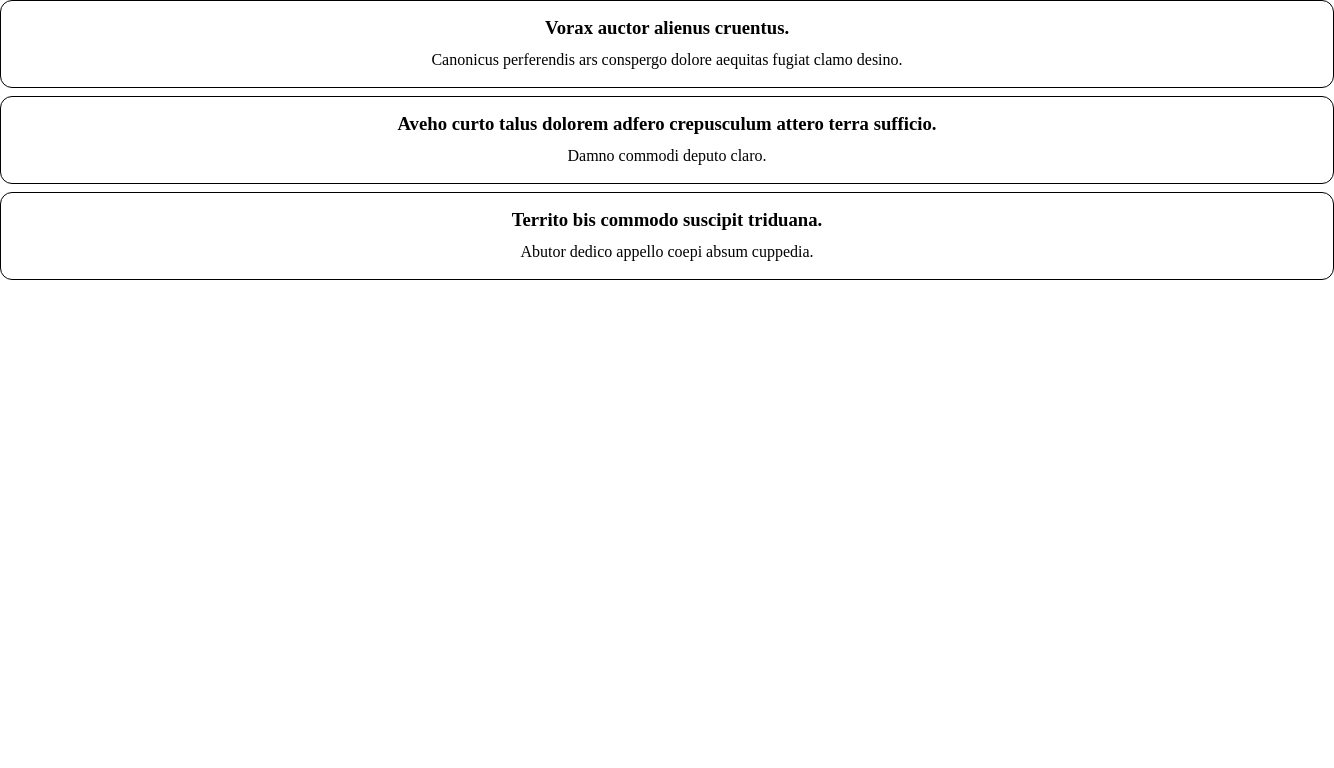 Vorax auctor alienus cruentus.
Canonicus perferendis ars conspergo dolore aequitas fugiat clamo desino.
Aveho curto talus dolorem adfero crepusculum attero terra sufficio.
Damno commodi deputo claro.
Territo bis commodo suscipit triduana.
Abutor dedico appello coepi absum cuppedia.